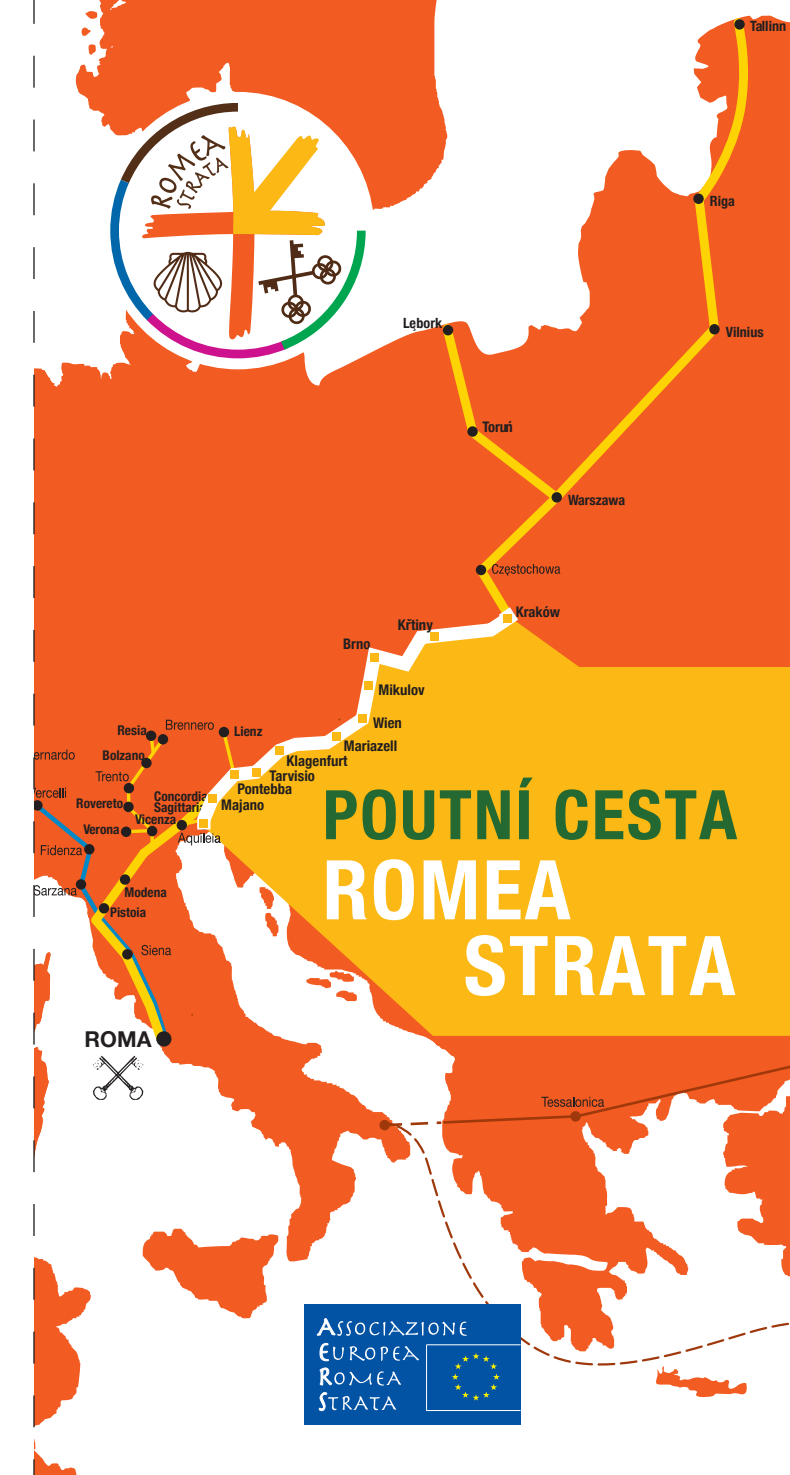 Tallinn
ROMEA
STRATA
Riga
Lębork
Vilnius
Toruń
Warszawa
Częstochowa
Kraków
Křtiny
Brno
Mikulov
Wien
Resia
Brennero
Lienz
Mariazell
ernardo
Bolzano
Klagenfurt
Trento
Tarvisio
Pontebba
ercelli
Rovereto
Concordia
Sagittaria
Majano
Vicenza
Verona
Aquileia
POUTNÍ CESTA
ROMEA
STRATA
Fidenza
Sarzana
Modena
Pistoia
Siena
ROMA
Tessalonica
ASSOCIAZIONE
EUROPEA
ROMEA
STRATA